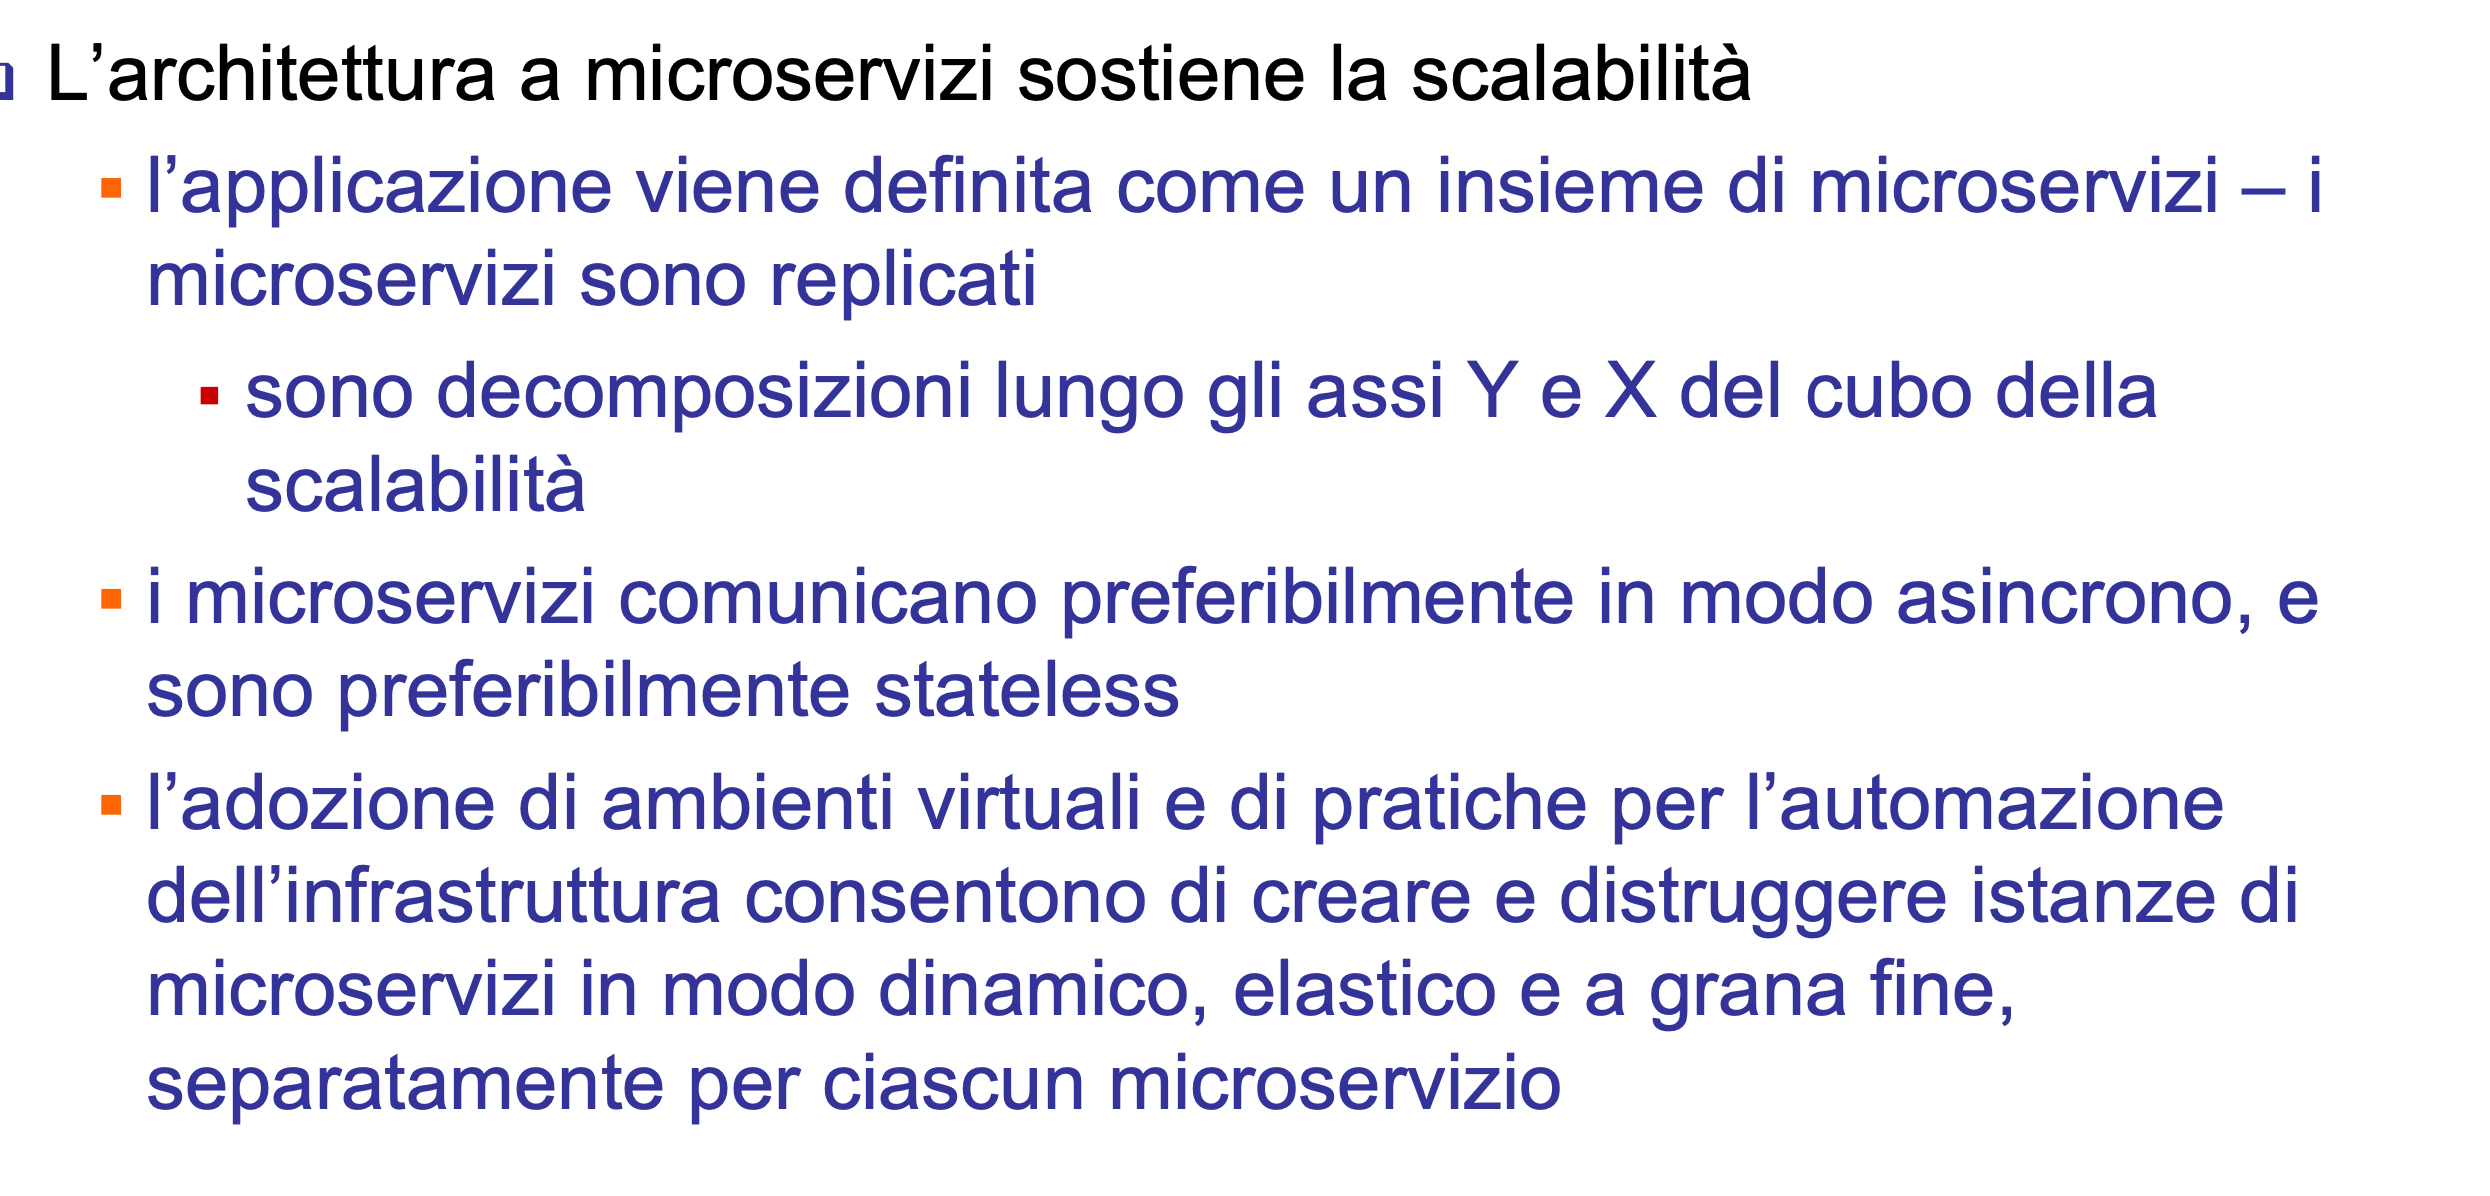 L’architettura a microservizi sostiene la scalabilità
l’applicazione viene definita come un insieme di microservizi – i
microservizi sono replicati
sono decomposizioni lungo gli assi Y e X del cubo della
scalabilità
i microservizi comunicano preferibilmente in modo asincrono, e
sono preferibilmente stateless
l’adozione di ambienti virtuali e di pratiche per l’automazione
dell’infrastruttura consentono di creare e distruggere istanze di
microservizi in modo dinamico, elastico e a grana fine,
separatamente per ciascun microservizio